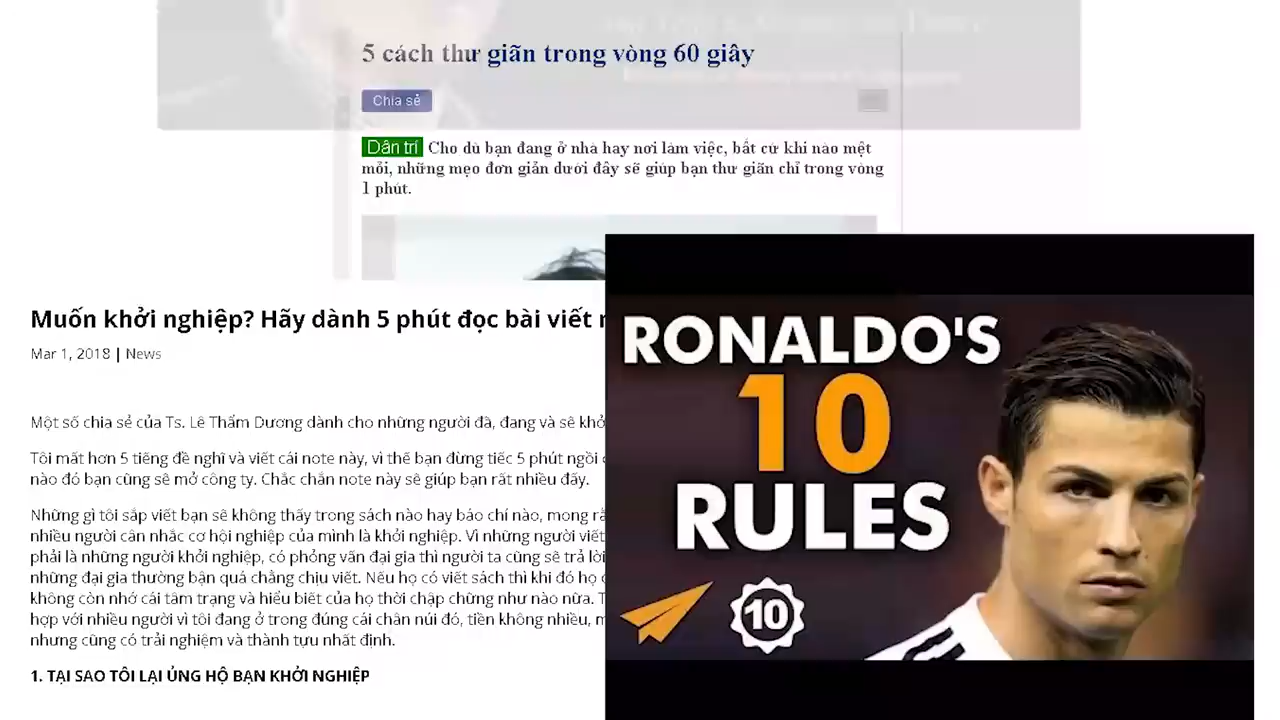 5 cách thư giãn trong vòng 60 giây
Chia sẻ
Dân trí Cho dù bạn đang ở nhà hay nơi làm việc, bất cứ khi nào mệt
mỏi, những mẹo đơn giản dưới đây sẽ giúp bạn thư giãn chỉ trong vòng
1 phút.
Muốn khởi nghiệp? Hãy dành 5 phút đọc bài viết
Mar 1, 2018 | News
Một số chia sẻ của Ts. Lê Thẩm Dương dành cho những người đã, đang và sẽ khở
Tôi mất hơn 5 tiếng để nghĩ và viết cái note này, vì thế bạn đừng tiếc 5 phút ngồi
nào đó bạn cũng sẽ mở công ty. Chắc chắn note này sẽ giúp bạn rất nhiều đấy.
Những gì tôi sắp viết bạn sẽ không thấy trong sách nào hay báo chí nào, mong rằ
nhiều người cân nhắc cơ hội nghiệp của mình là khởi nghiệp. Vì những người viết
phải là những người khởi nghiệp, có phỏng vấn đại gia thì người ta cũng sẽ trả lời
những đại gia thường bận quá chẳng chịu viết. Nếu họ có viết sách thì khi đó họ
không còn nhớ cái tâm trạng và hiểu biết của họ thời chập chững như nào nữa. T
hợp với nhiều người vì tôi đang ở trong đúng cái chân núi đó, tiền không nhiều, m
nhưng cũng có trải nghiệm và thành tựu nhất định.
1. TẠI SAO TÔI LẠI ỦNG HỘ BẠN KHỞI NGHIỆP
RONALDO'S
10
RULES
10